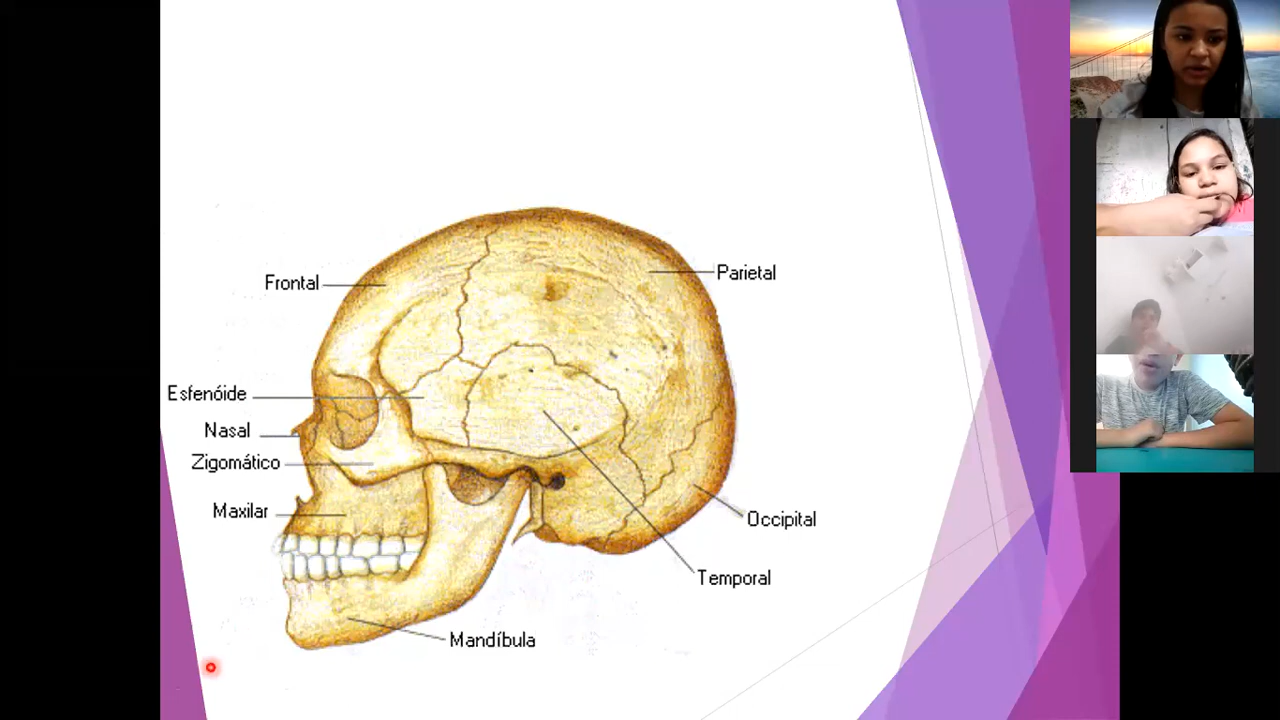 Frontal
Parietal
Esfenóide
Nasal
Zigomático
Maxilar
Occipital
Temporal
Mandíbula